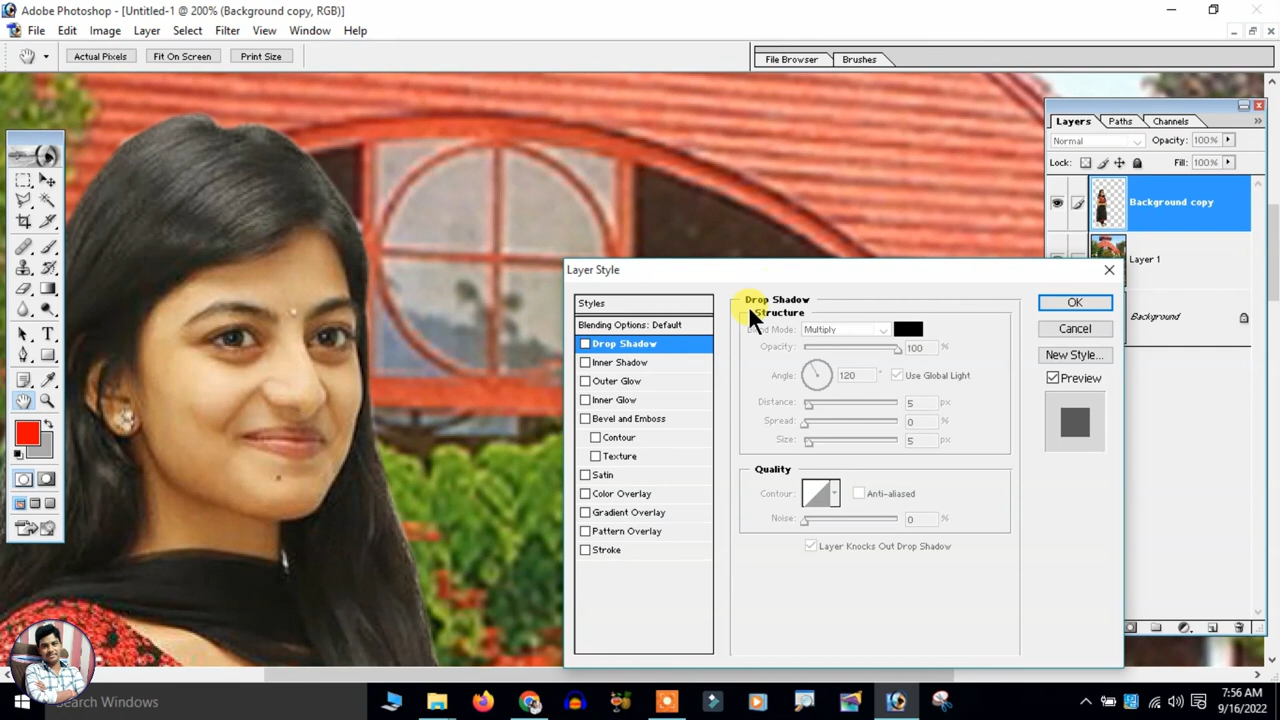 Adobe Photoshop - [Untitled-1 @ 200% (Background copy, RGB)]
File Edit Image Layer Select Filter View Window Help
Actual Pixels Fit On Screen Print Size File Browser Brushes
Layers Paths Channels
Normal Opacity: 100%
Lock: Fill: 100%
Background copy
Layer 1
Background
Layer Style
Styles
Blending Options: Default
Drop Shadow
Inner Shadow
Outer Glow
Inner Glow
Bevel and Emboss
Contour
Texture
Satin
Color Overlay
Gradient Overlay
Pattern Overlay
Stroke
Drop Shadow
Structure
Blend Mode: Multiply
Opacity: 100 %
Angle: 120 ° Use Global Light
Distance: 5 px
Spread: 0 %
Size: 5 px
Quality
Contour: Anti-aliased
Noise: 0 %
Layer Knocks Out Drop Shadow
OK
Cancel
New Style...
Preview
Search Windows
7:56 AM
9/16/2022